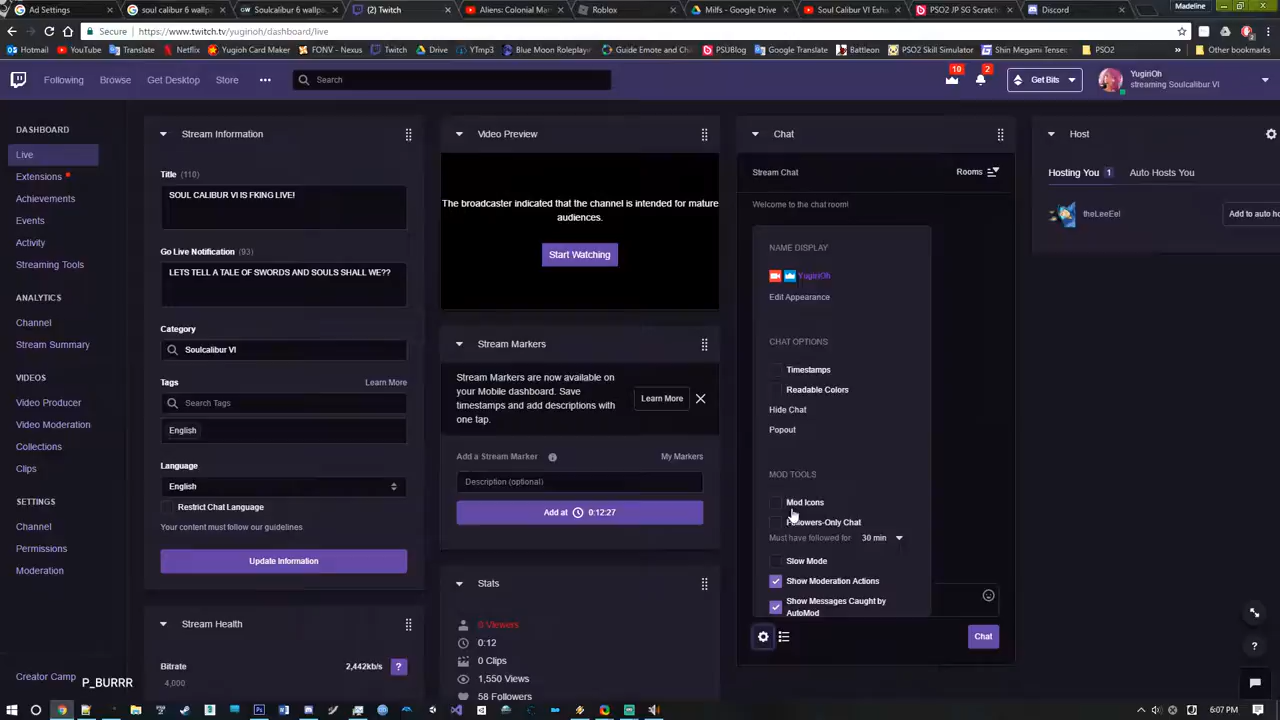 Ad Settings
soul calibur 6 wallp
Soulcalibur 6 wallp
(2) Twitch
Aliens: Colonial Mar
Roblox
Milfs - Google Drive
Soul Calibur VI Exhu
PSO2 JP SG Scratch
Discord
Madeline
Secure
https://www.twitch.tv/yugirioh/dashboard/live
Hotmail
YouTube
Translate
Netflix
Yugioh Card Maker
FONV - Nexus
Twitch
Drive
YTmp3
Blue Moon Roleplay
Guide Emote and C
PSUBlog
Google Translate
Battleon
PSO2 Skill Simulator
Shin Megami Tense
PSO2
Other bookmarks
Following
Browse
Get Desktop
Store
Search
10
2
Get Bits
YugiriOh
streaming Soulcalibur VI
DASHBOARD
Live
Extensions
Achievements
Events
Activity
Streaming Tools
ANALYTICS
Channel
Stream Summary
VIDEOS
Video Producer
Video Moderation
Collections
Clips
SETTINGS
Channel
Permissions
Moderation
Creator Camp
P_BURRR
Stream Information
Title (110)
SOUL CALIBUR VI IS FKING LIVE!
Go Live Notification (93)
LETS TELL A TALE OF SWORDS AND SOULS SHALL WE??
Category
Soulcalibur VI
Tags
Learn More
Search Tags
English
Language
English
Restrict Chat Language
Your content must follow our guidelines
Update Information
Stream Health
Bitrate
2,442kb/s
?
4,000
Video Preview
The broadcaster indicated that the channel is intended for mature
audiences.
Start Watching
Stream Markers
Stream Markers are now available on
your Mobile dashboard. Save
timestamps and add descriptions with
one tap.
Learn More
Add a Stream Marker
My Markers
Description (optional)
Add at 0:12:27
Stats
0 Viewers
0:12
0 Clips
1,550 Views
58 Followers
Chat
Stream Chat
Rooms
Welcome to the chat room!
NAME DISPLAY
YugiriOh
Edit Appearance
CHAT OPTIONS
Timestamps
Readable Colors
Hide Chat
Popout
MOD TOOLS
Mod Icons
Followers-Only Chat
Must have followed for 30 min
Slow Mode
Show Moderation Actions
Show Messages Caught by
AutoMod
Chat
Host
Hosting You 1
Auto Hosts You
theLeeEel
Add to auto ho
?
6:07 PM